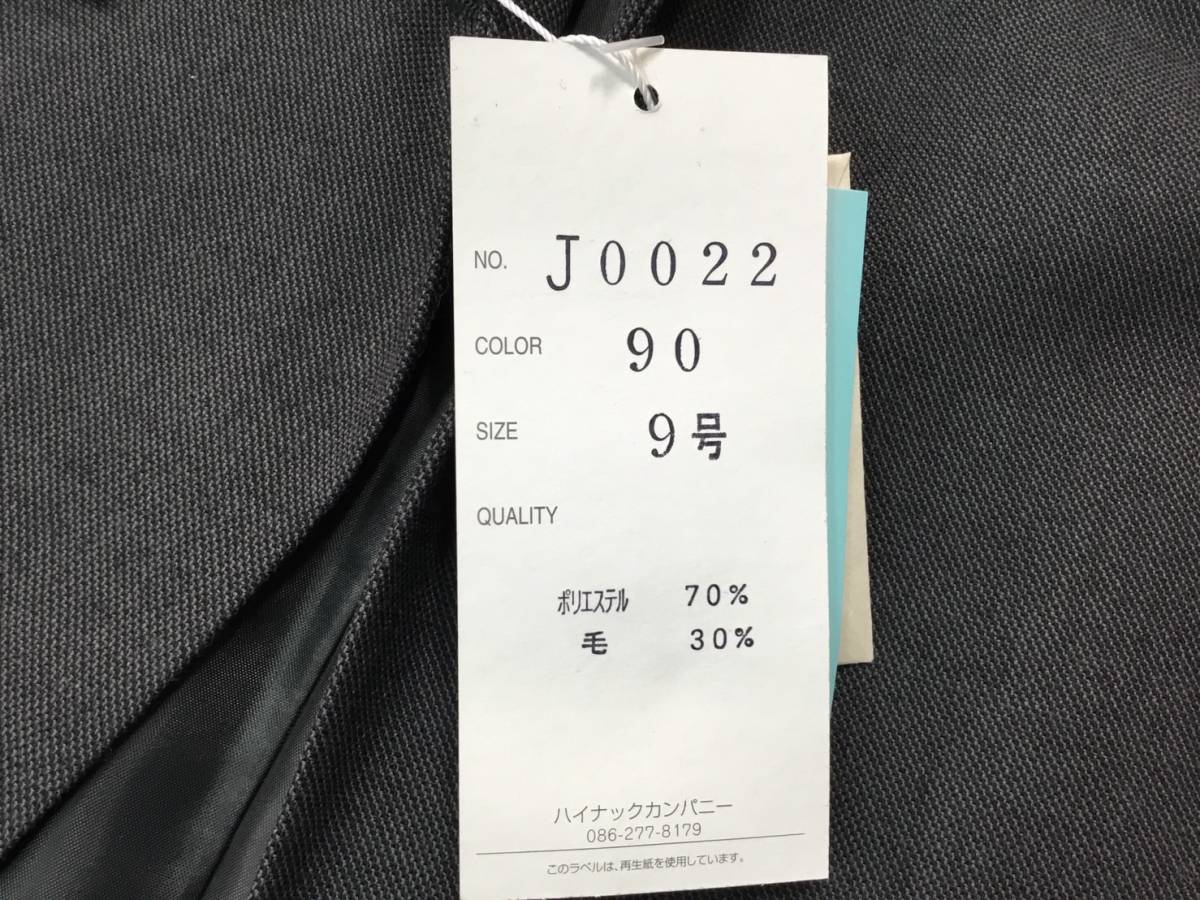 NO. J0022
COLOR 90
SIZE 9号
QUALITY
ポリエステル 70%
毛 30%
ハイナックカンパニー
086-277-8179
このラベルは、再生紙を使用しています。